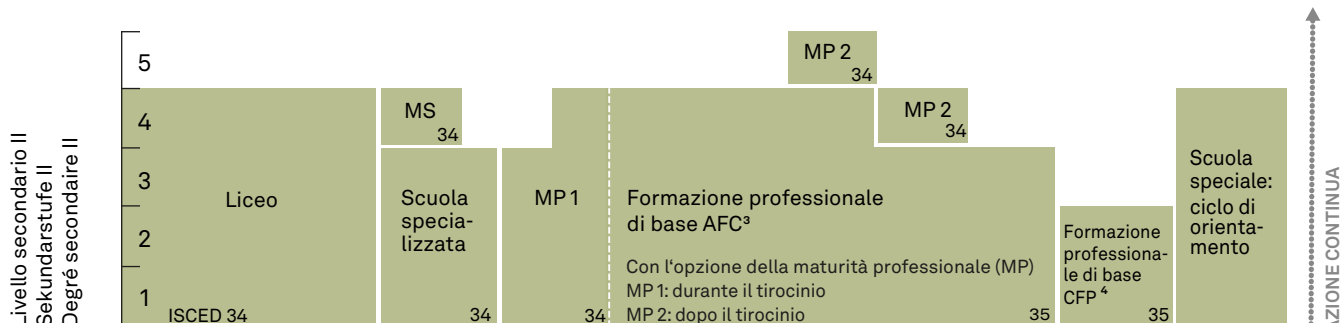 Livello secondario II
Sekundarstufe II
Degré secondaire II
5
4
3
2
1
Liceo
ISCED 34
MS
34
Scuola
specia-
lizzata
34
MP 1
34
MP 2
34
MP 2
34
Formazione professionale
di base AFC³
Con l‘opzione della maturità professionale (MP)
MP 1: durante il tirocinio
MP 2: dopo il tirocinio
35
Formazione
professiona-
le di base
CFP ⁴
35
Scuola
speciale:
ciclo di
orienta-
mento
AZIONE CONTINUA